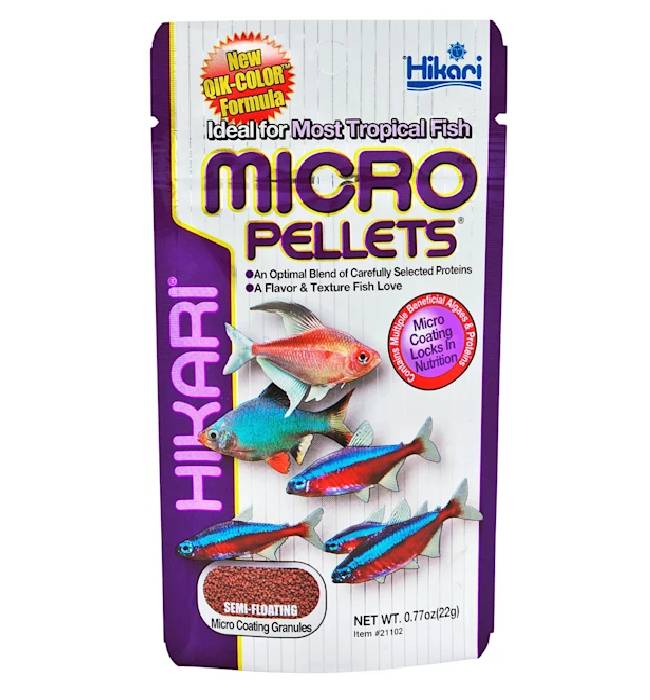 New
QIK-COLOR™
Formula
Hikari
Ideal for Most Tropical Fish
MICRO
PELLETS®
●An Optimal Blend of Carefully Selected Proteins
●A Flavor & Texture Fish Love
Contains Multiple Beneficial Algaes & Proteins
Micro
Coating
Locks In
Nutrition
HIKARI®
SEMI-FLOATING
Micro Coating Granules
NET WT. 0.77oz(22g)
Item #21102